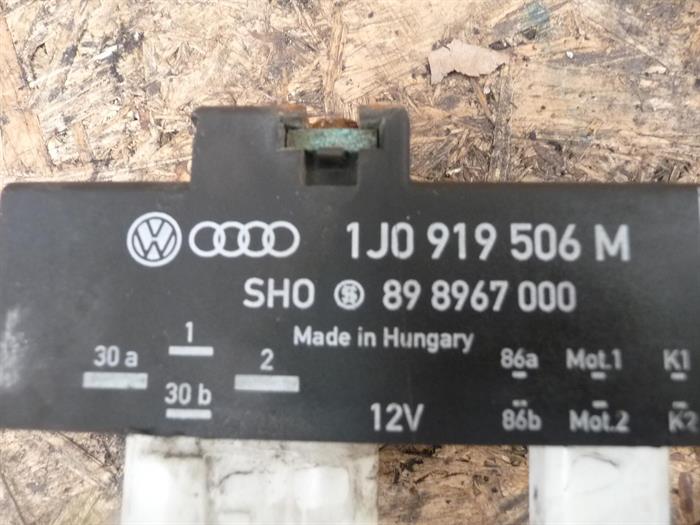 VW 1J0 919 506 M
SHO 89 8967 000
Made in Hungary
30 a 1 2 86a Mot.1 K1
30 b 12V 86b Mot.2 K2